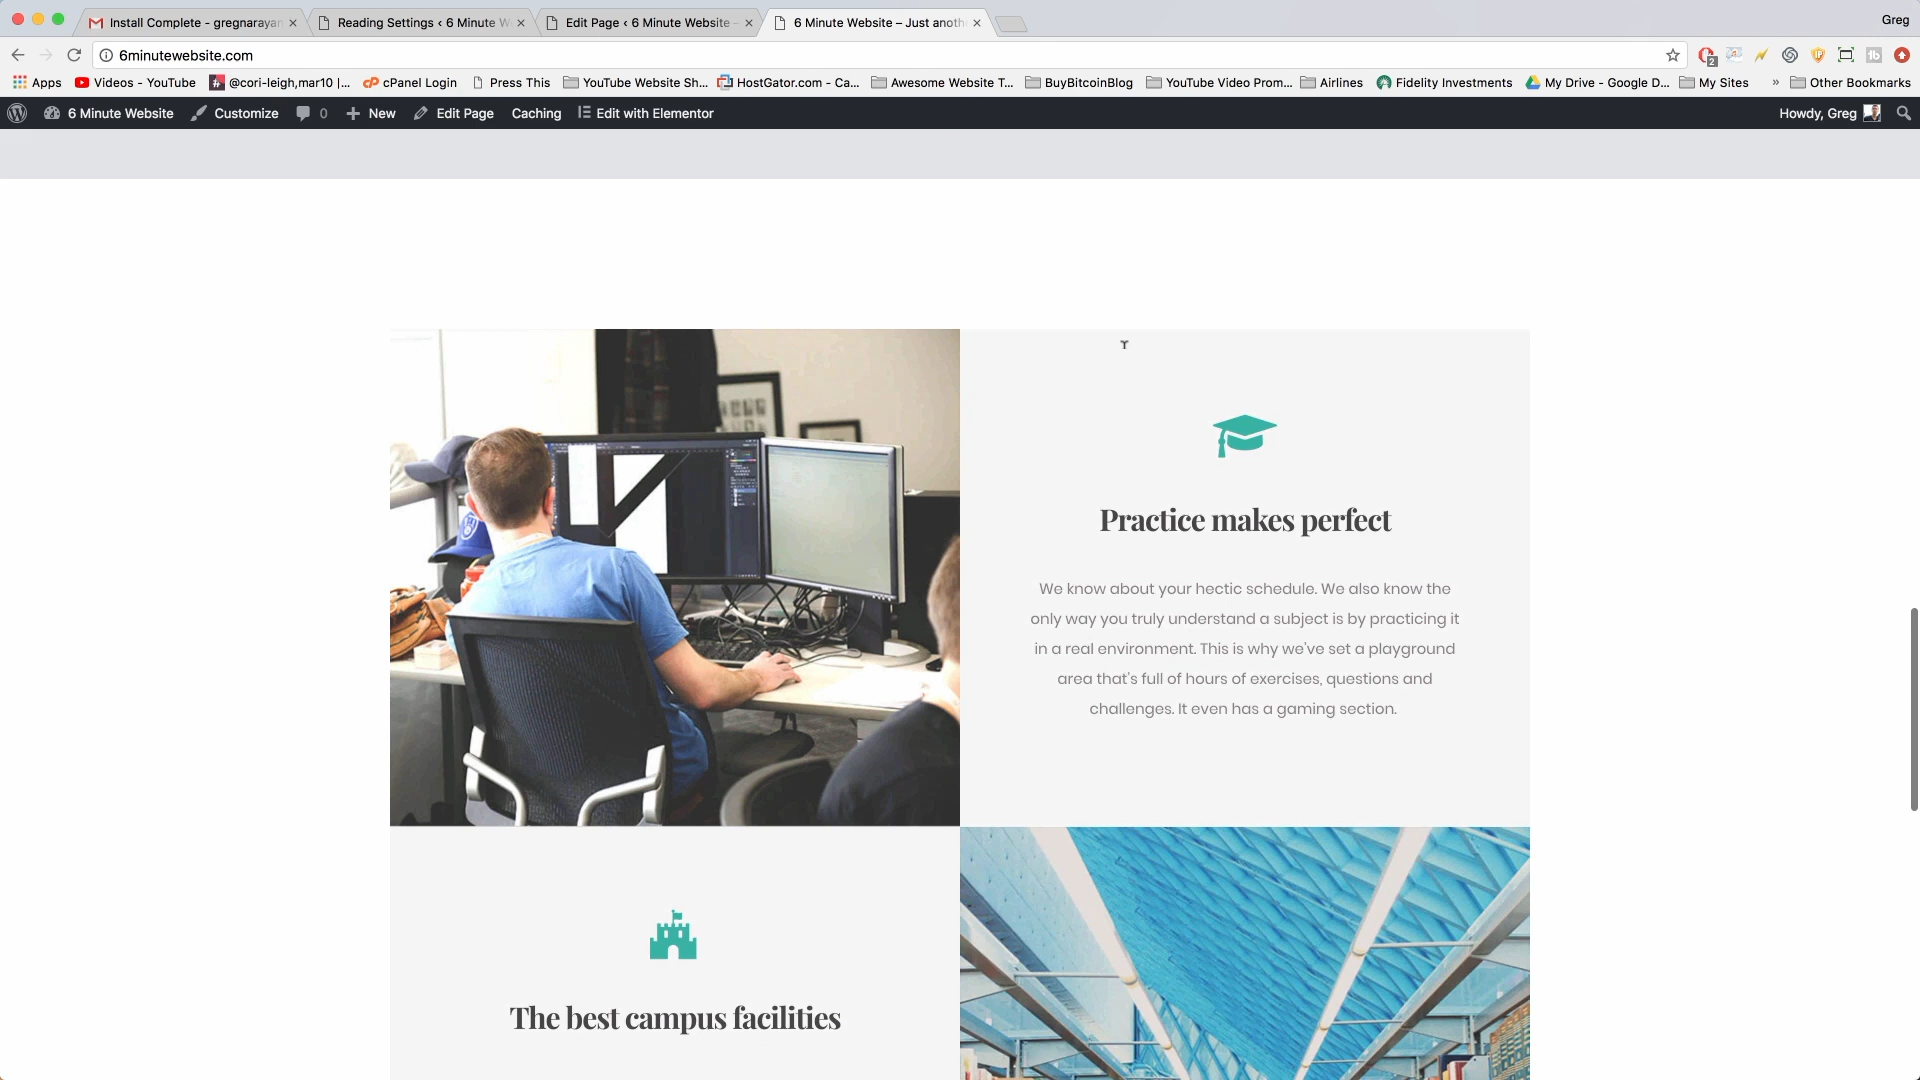 Install Complete - gregnaraya
Reading Settings ‹ 6 Minute W
Edit Page ‹ 6 Minute Website -
6 Minute Website – Just anoth
Greg
6minutewebsite.com
2
Apps
Videos - YouTube
@cori-leigh,mar10 |...
cPanel Login
Press This
YouTube Website Sh...
HostGator.com - Ca...
Awesome Website T...
BuyBitcoinBlog
YouTube Video Prom...
Airlines
Fidelity Investments
My Drive - Google D...
My Sites
»
Other Bookmarks
6 Minute Website
Customize
0
New
Edit Page
Caching
Edit with Elementor
Howdy, Greg
Practice makes perfect
We know about your hectic schedule. We also know the
only way you truly understand a subject is by practicing it
in a real environment. This is why we've set a playground
area that's full of hours of exercises, questions and
challenges. It even has a gaming section.
The best campus facilities